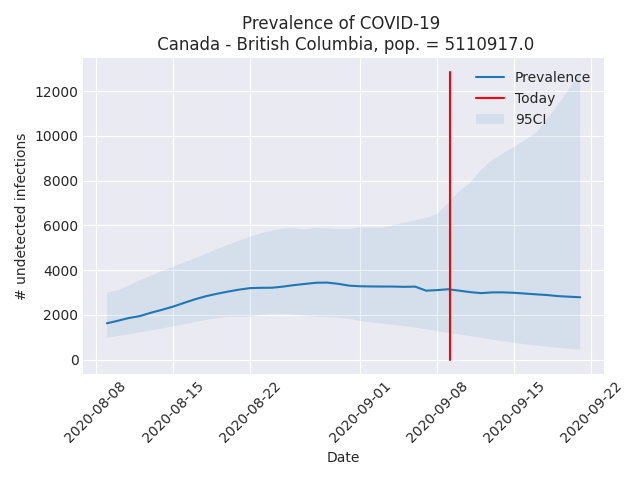 Prevalence of COVID-19
Canada - British Columbia, pop. = 5110917.0
Prevalence
Today
95CI
# undetected infections
12000
10000
8000
6000
4000
2000
0
2020-08-08
2020-08-15
2020-08-22
2020-09-01
2020-09-08
2020-09-15
2020-09-22
Date